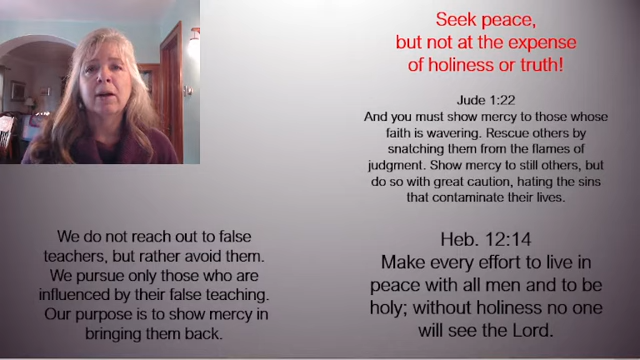 Seek peace,
but not at the expense
of holiness or truth!
Jude 1:22
And you must show mercy to those whose
faith is wavering. Rescue others by
snatching them from the flames of
judgment. Show mercy to still others, but
do so with great caution, hating the sins
that contaminate their lives.
We do not reach out to false
teachers, but rather avoid them.
We pursue only those who are
influenced by their false teaching.
Our purpose is to show mercy in
bringing them back.
Heb. 12:14
Make every effort to live in
peace with all men and to be
holy; without holiness no one
will see the Lord.